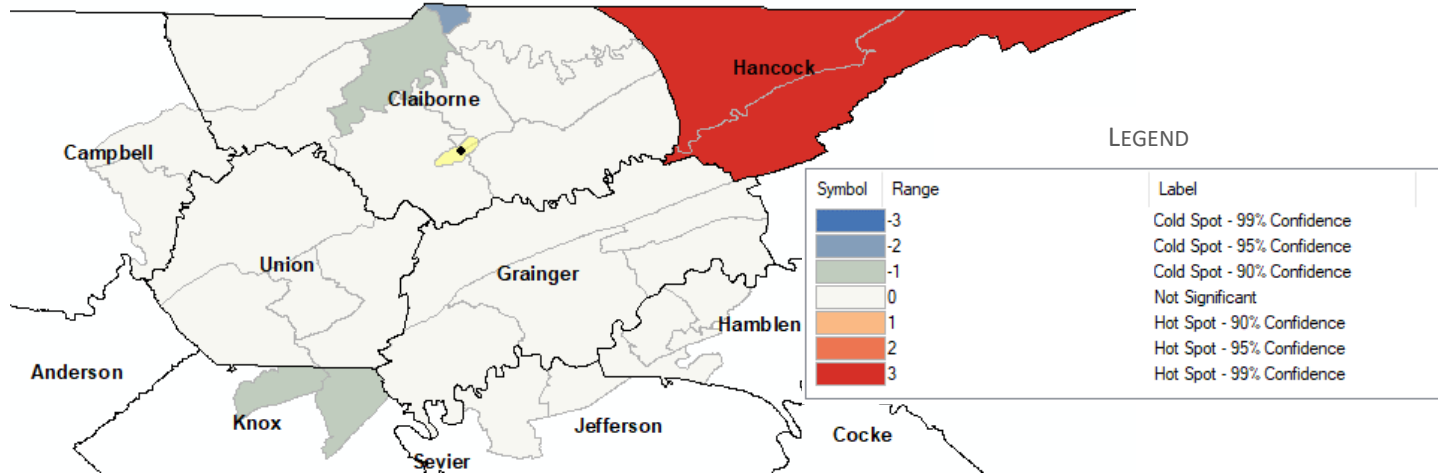 Hancock
Claiborne
Campbell
LEGEND
Symbol Range Label
-3 Cold Spot - 99% Confidence
-2 Cold Spot - 95% Confidence
-1 Cold Spot - 90% Confidence
0 Not Significant
1 Hot Spot - 90% Confidence
2 Hot Spot - 95% Confidence
3 Hot Spot - 99% Confidence
Union
Grainger
Hamblen
Anderson
Knox
Jefferson
Cocke
Sevier